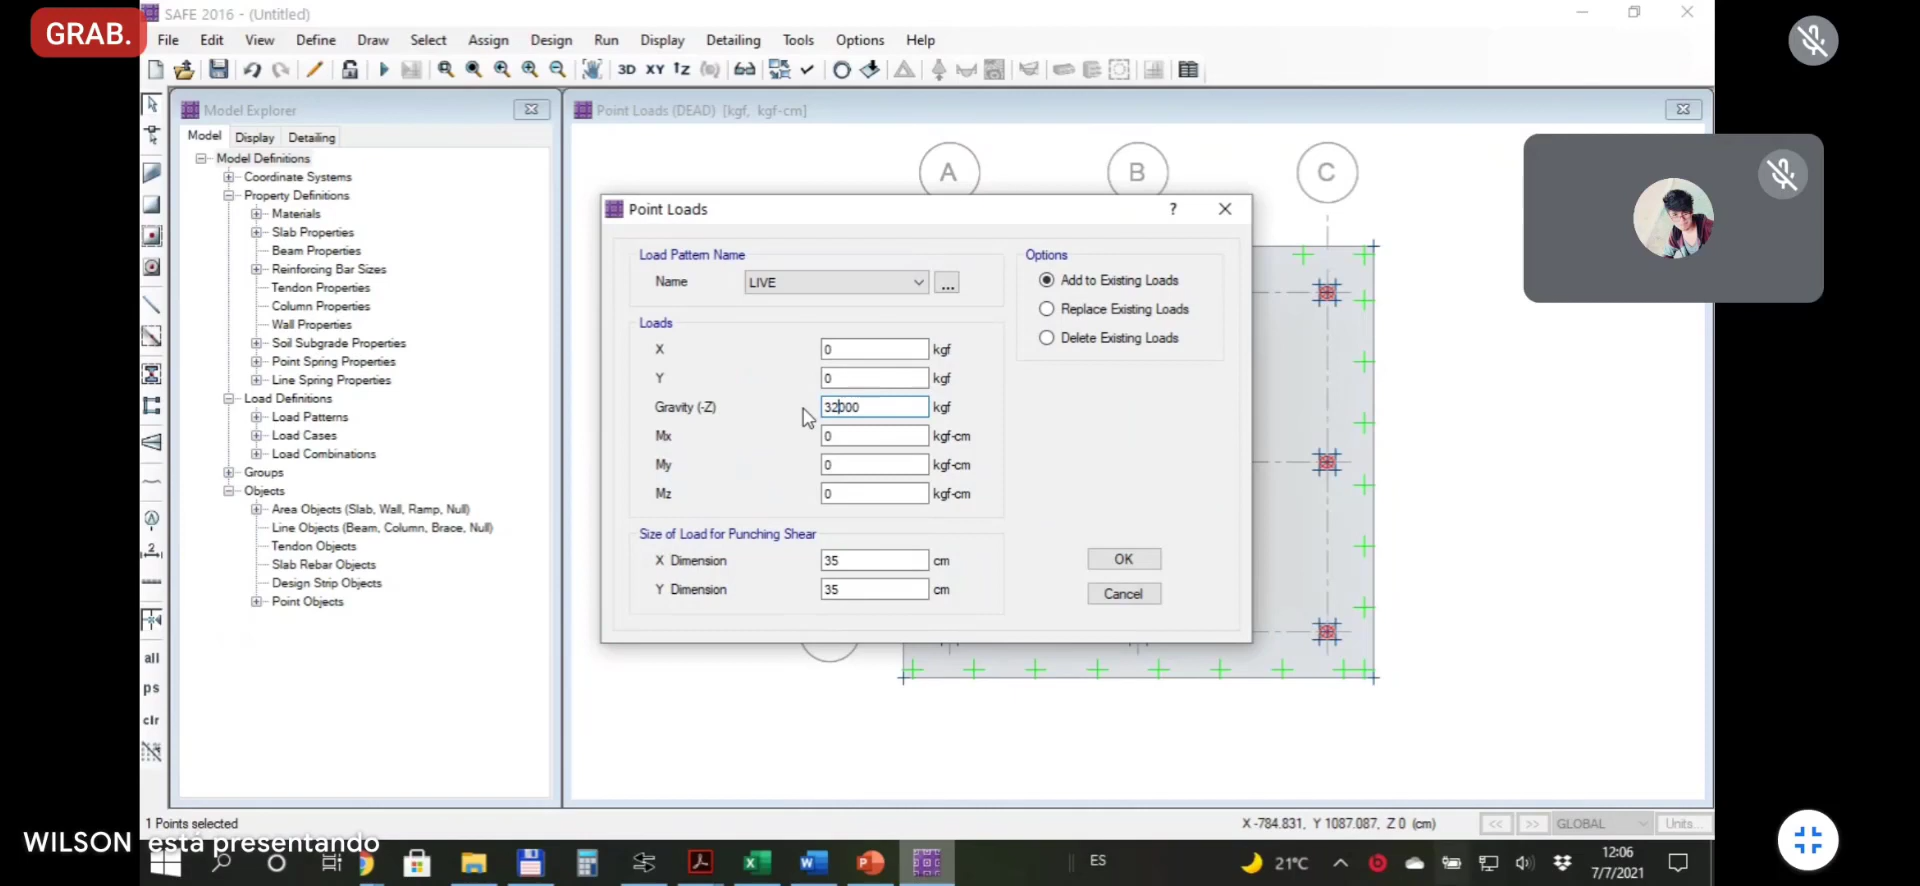 GRAB.
SAFE 2016 - (Untitled)
File Edit View Define Draw Select Assign Design Run Display Detailing Tools Options Help
3D XY
Model Explorer
Point Loads (DEAD) [kgf, kgf-cm]
Model Display Detailing
Model Definitions
Coordinate Systems
Property Definitions
Materials
Slab Properties
Beam Properties
Reinforcing Bar Sizes
Tendon Properties
Column Properties
Wall Properties
Soil Subgrade Properties
Point Spring Properties
Line Spring Properties
Load Definitions
Load Patterns
Load Cases
Load Combinations
Groups
Objects
Area Objects (Slab, Wall, Ramp, Null)
Line Objects (Beam, Column, Brace, Null)
Tendon Objects
Slab Rebar Objects
Design Strip Objects
Point Objects
all
ps
clr
A B C
Point Loads ?
Load Pattern Name
Name LIVE ...
Options
Add to Existing Loads
Replace Existing Loads
Delete Existing Loads
Loads
X 0 kgf
Y 0 kgf
Gravity (-Z) 32000 kgf
Mx 0 kgf-cm
My 0 kgf-cm
Mz 0 kgf-cm
Size of Load for Punching Shear
X Dimension 35 cm
Y Dimension 35 cm
OK
Cancel
1 Points selected
X -784.831, Y 1087.087, Z 0 (cm)
<< >> GLOBAL Units...
WILSON está presentando
ES
21°C
12:06
7/7/2021